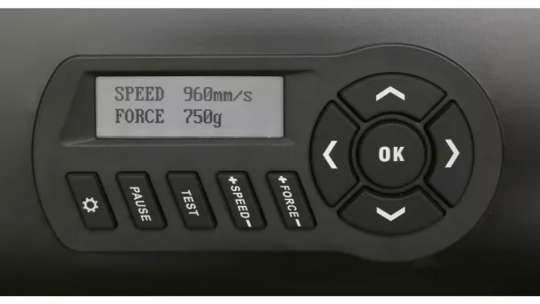 SPEED 960mm/s
FORCE 750g
OK
PAUSE
TEST
+SPEED-
+FORCE-